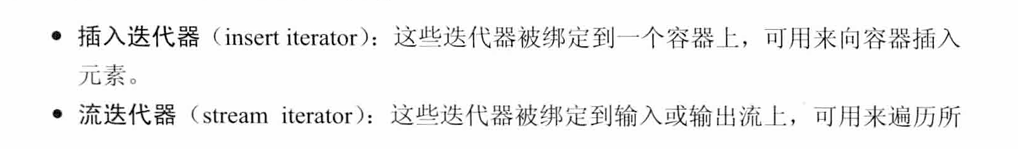 • 插入迭代器（insert iterator）：这些迭代器被绑定到一个容器上，可用来向容器插入
元素。
• 流迭代器（stream iterator）：这些迭代器被绑定到输入或输出流上，可用来遍历所